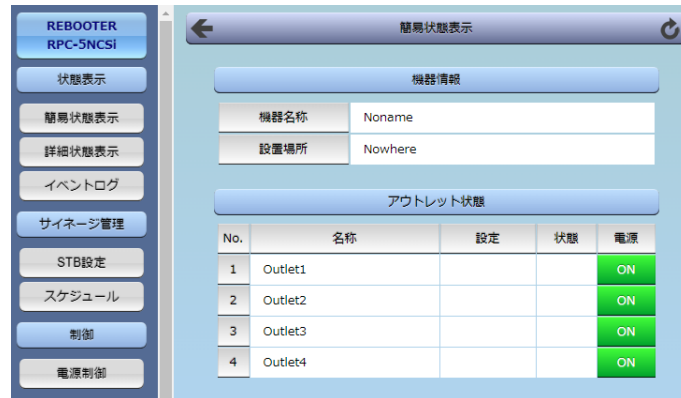 REBOOTER
RPC-5NCSi
状態表示
簡易状態表示
詳細状態表示
イベントログ
サイネージ管理
STB設定
スケジュール
制御
電源制御
簡易状態表示
機器情報
機器名称 Noname
設置場所 Nowhere
アウトレット状態
No. 名称 設定 状態 電源
1 Outlet1 ON
2 Outlet2 ON
3 Outlet3 ON
4 Outlet4 ON